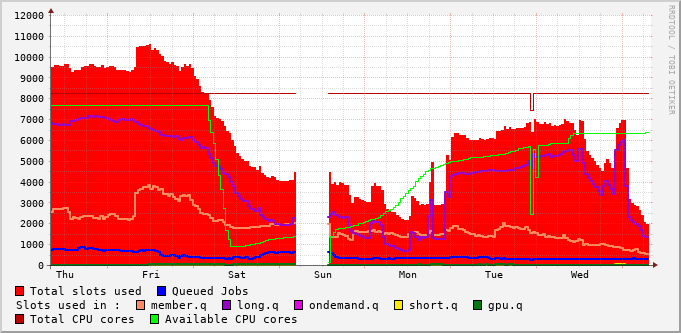 12000
11000
10000
9000
8000
7000
6000
5000
4000
3000
2000
1000
0
Thu Fri Sat Sun Mon Tue Wed
RRDTOOL / TOBI OETIKER
Total slots used Queued Jobs
Slots used in : member.q long.q ondemand.q short.q gpu.q
Total CPU cores Available CPU cores